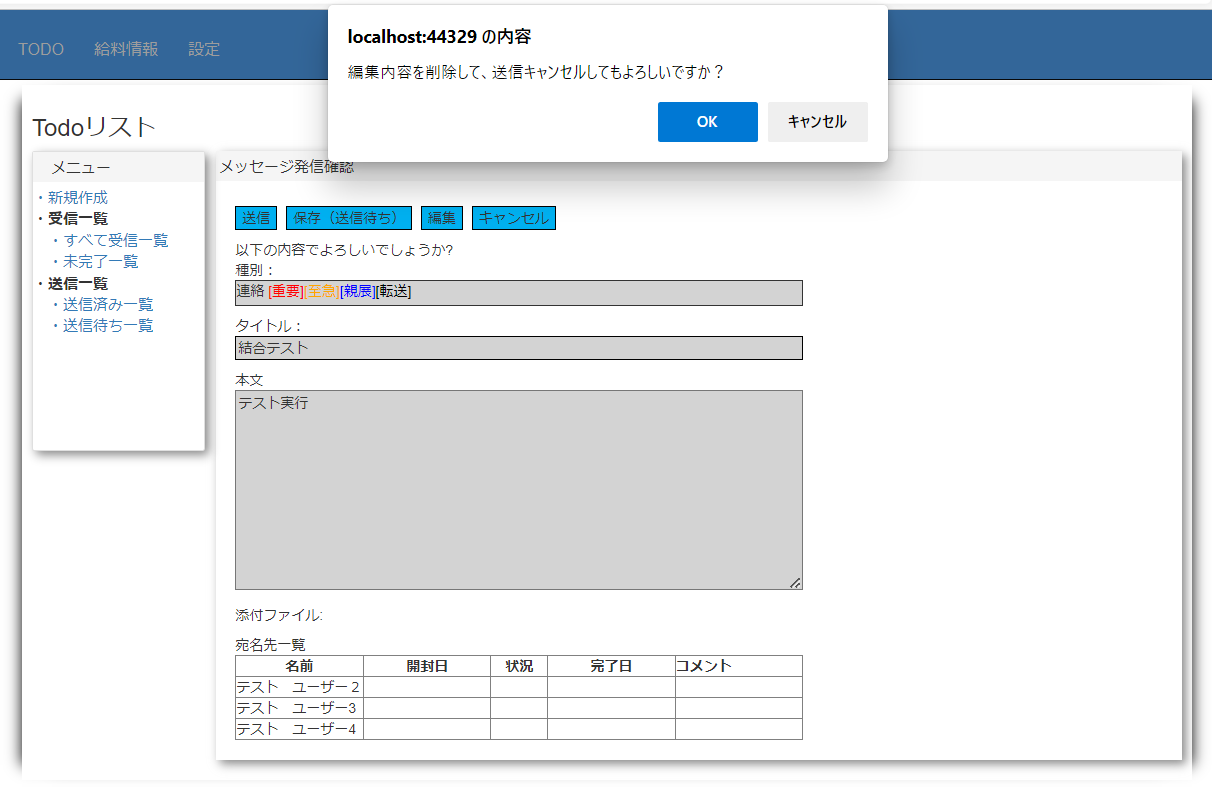 TODO 給料情報 設定
localhost:44329 の内容
編集内容を削除して、送信キャンセルしてもよろしいですか？
OK キャンセル
Todoリスト
メニュー
・新規作成
・受信一覧
・すべて受信一覧
・未完了一覧
・送信一覧
・送信済み一覧
・送信待ち一覧
メッセージ発信確認
送信 保存（送信待ち） 編集 キャンセル
以下の内容でよろしいでしょうか?
種別：
連絡 [重要][至急][親展][転送]
タイトル：
結合テスト
本文
テスト実行
添付ファイル:
宛名先一覧
名前 開封日 状況 完了日 コメント
テスト　ユーザー２
テスト　ユーザー3
テスト　ユーザー4